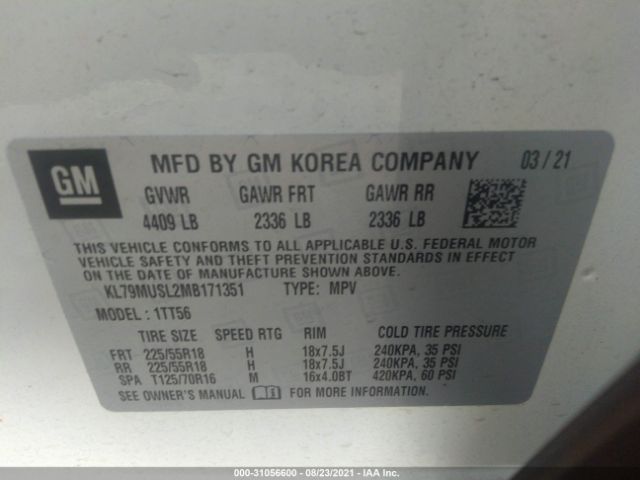 GM
MFD BY GM KOREA COMPANY 03/21
GVWR GAWR FRT GAWR RR
4409 LB 2336 LB 2336 LB
THIS VEHICLE CONFORMS TO ALL APPLICABLE U.S. FEDERAL MOTOR
VEHICLE SAFETY AND THEFT PREVENTION STANDARDS IN EFFECT
ON THE DATE OF MANUFACTURE SHOWN ABOVE.
KL79MUSL2MB171351 TYPE: MPV
MODEL: 1TT56
TIRE SIZE SPEED RTG RIM COLD TIRE PRESSURE
FRT 225/55R18 H 18x7.5J 240KPA, 35 PSI
RR 225/55R18 H 18x7.5J 240KPA, 35 PSI
SPA T125/70R16 M 16x4.0BT 420KPA, 60 PSI
SEE OWNER'S MANUAL FOR MORE INFORMATION.
000-31056600 - 08/23/2021 - IAA Inc.